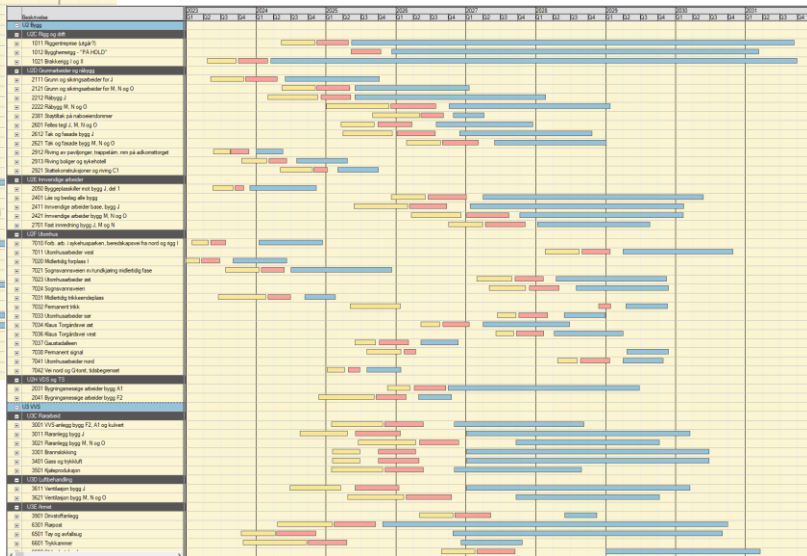 2023 2024 2025 2026 2027 2028 2029 2030 2031
Beskrivelse
U2 Bygg
U2C Rigg og drift
1011 Riggentreprise (utgår?)
1012 Byggherrerigg - "PÅ HOLD"
1021 Brakkerigg I og II
U2D Grunnarbeider og råbygg
2111 Grunn og sikringsarbeider for J
2121 Grunn og sikringsarbeider for M, N og O
2212 Råbygg J
2222 Råbygg M, N og O
2381 Støytiltak på naboeiendommer
2601 Felles tegl J, M, N og O
2612 Tak og fasade bygg J
2621 Tak og fasade bygg M, N og O
2912 Riving av paviljonger, trappetårn, mm på adkomsttorget
2913 Riving boliger og sykehotell
2921 Støttekonstruksjoner og riving C1
U2E Innvendige arbeider
2050 Byggeplasskiller mot bygg J, del 1
2401 Lås og beslag alle bygg
2411 Innvendige arbeider base, bygg J
2421 Innvendige arbeider bygg M, N og O
2701 Fast innredning bygg J, M og N
U2F Utomhus
7010 Forb. arb. i sykehusparken, beredskapsvei fra nord og rigg I
7011 Utomhusarbeider vest
7020 Midlertidig forplass I
7021 Sognsvannsveien m/rundkjøring midlertidig fase
7023 Utomhusarbeider øst
7024 Sognsvannsveien
7031 Midlertidig trikkeendeplass
7032 Permanent trikk
7033 Utomhusarbeider sør
7034 Klaus Torgårdsvei øst
7036 Klaus Torgårdsvei vest
7037 Gaustadalleen
7038 Permanent signal
7041 Utomhusarbeider nord
7042 Vei nord og G-tomt, tidsbegrenset
U2H VDS og TS
2031 Bygningsmessige arbeider bygg A1
2041 Bygningsmessige arbeider bygg F2
U3 VVS
U3C Rørarbeid
3001 VVS-anlegg bygg F2, A1 og kulvert
3011 Røranlegg bygg J
3021 Røranlegg bygg M, N og O
3301 Brannslokking
3401 Gass og trykkluft
3501 Kjøleproduksjon
U3D Luftbehandling
3611 Ventilasjon bygg J
3621 Ventilasjon bygg M, N og O
U3E Annet
3901 Drivstoffanlegg
6301 Rørpost
6501 Tøy og avfallsug
6601 Trykkammer